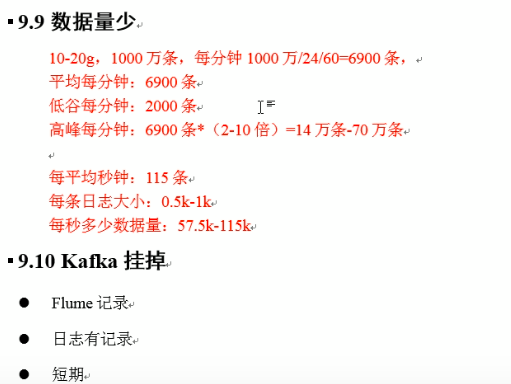 9.9 数据量少
10-20g，1000 万条，每分钟 1000 万/24/60=6900 条，
平均每分钟：6900 条
低谷每分钟：2000 条
高峰每分钟：6900 条*（2-10 倍）=14 万条-70 万条
每平均秒钟：115 条
每条日志大小：0.5k-1k
每秒多少数据量：57.5k-115k
9.10 Kafka 挂掉
● Flume 记录
● 日志有记录
● 短期